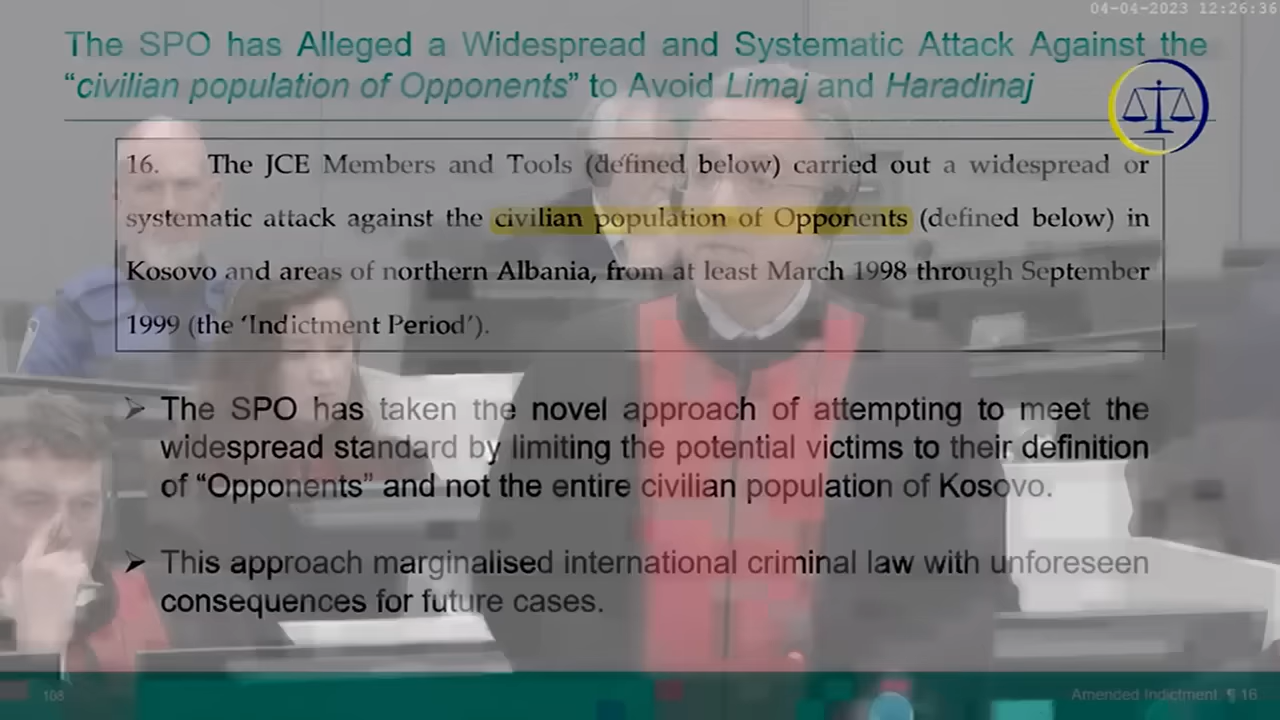 04-04-2023 12:26:36
The SPO has Alleged a Widespread and Systematic Attack Against the
“civilian population of Opponents” to Avoid Limaj and Haradinaj
16. The JCE Members and Tools (defined below) carried out a widespread or
systematic attack against the civilian population of Opponents (defined below) in
Kosovo and areas of northern Albania, from at least March 1998 through September
1999 (the ‘Indictment Period’).
➢ The SPO has taken the novel approach of attempting to meet the
widespread standard by limiting the potential victims to their definition
of “Opponents” and not the entire civilian population of Kosovo.
➢ This approach marginalised international criminal law with unforeseen
consequences for future cases.
108
Amended Indictment, ¶ 16